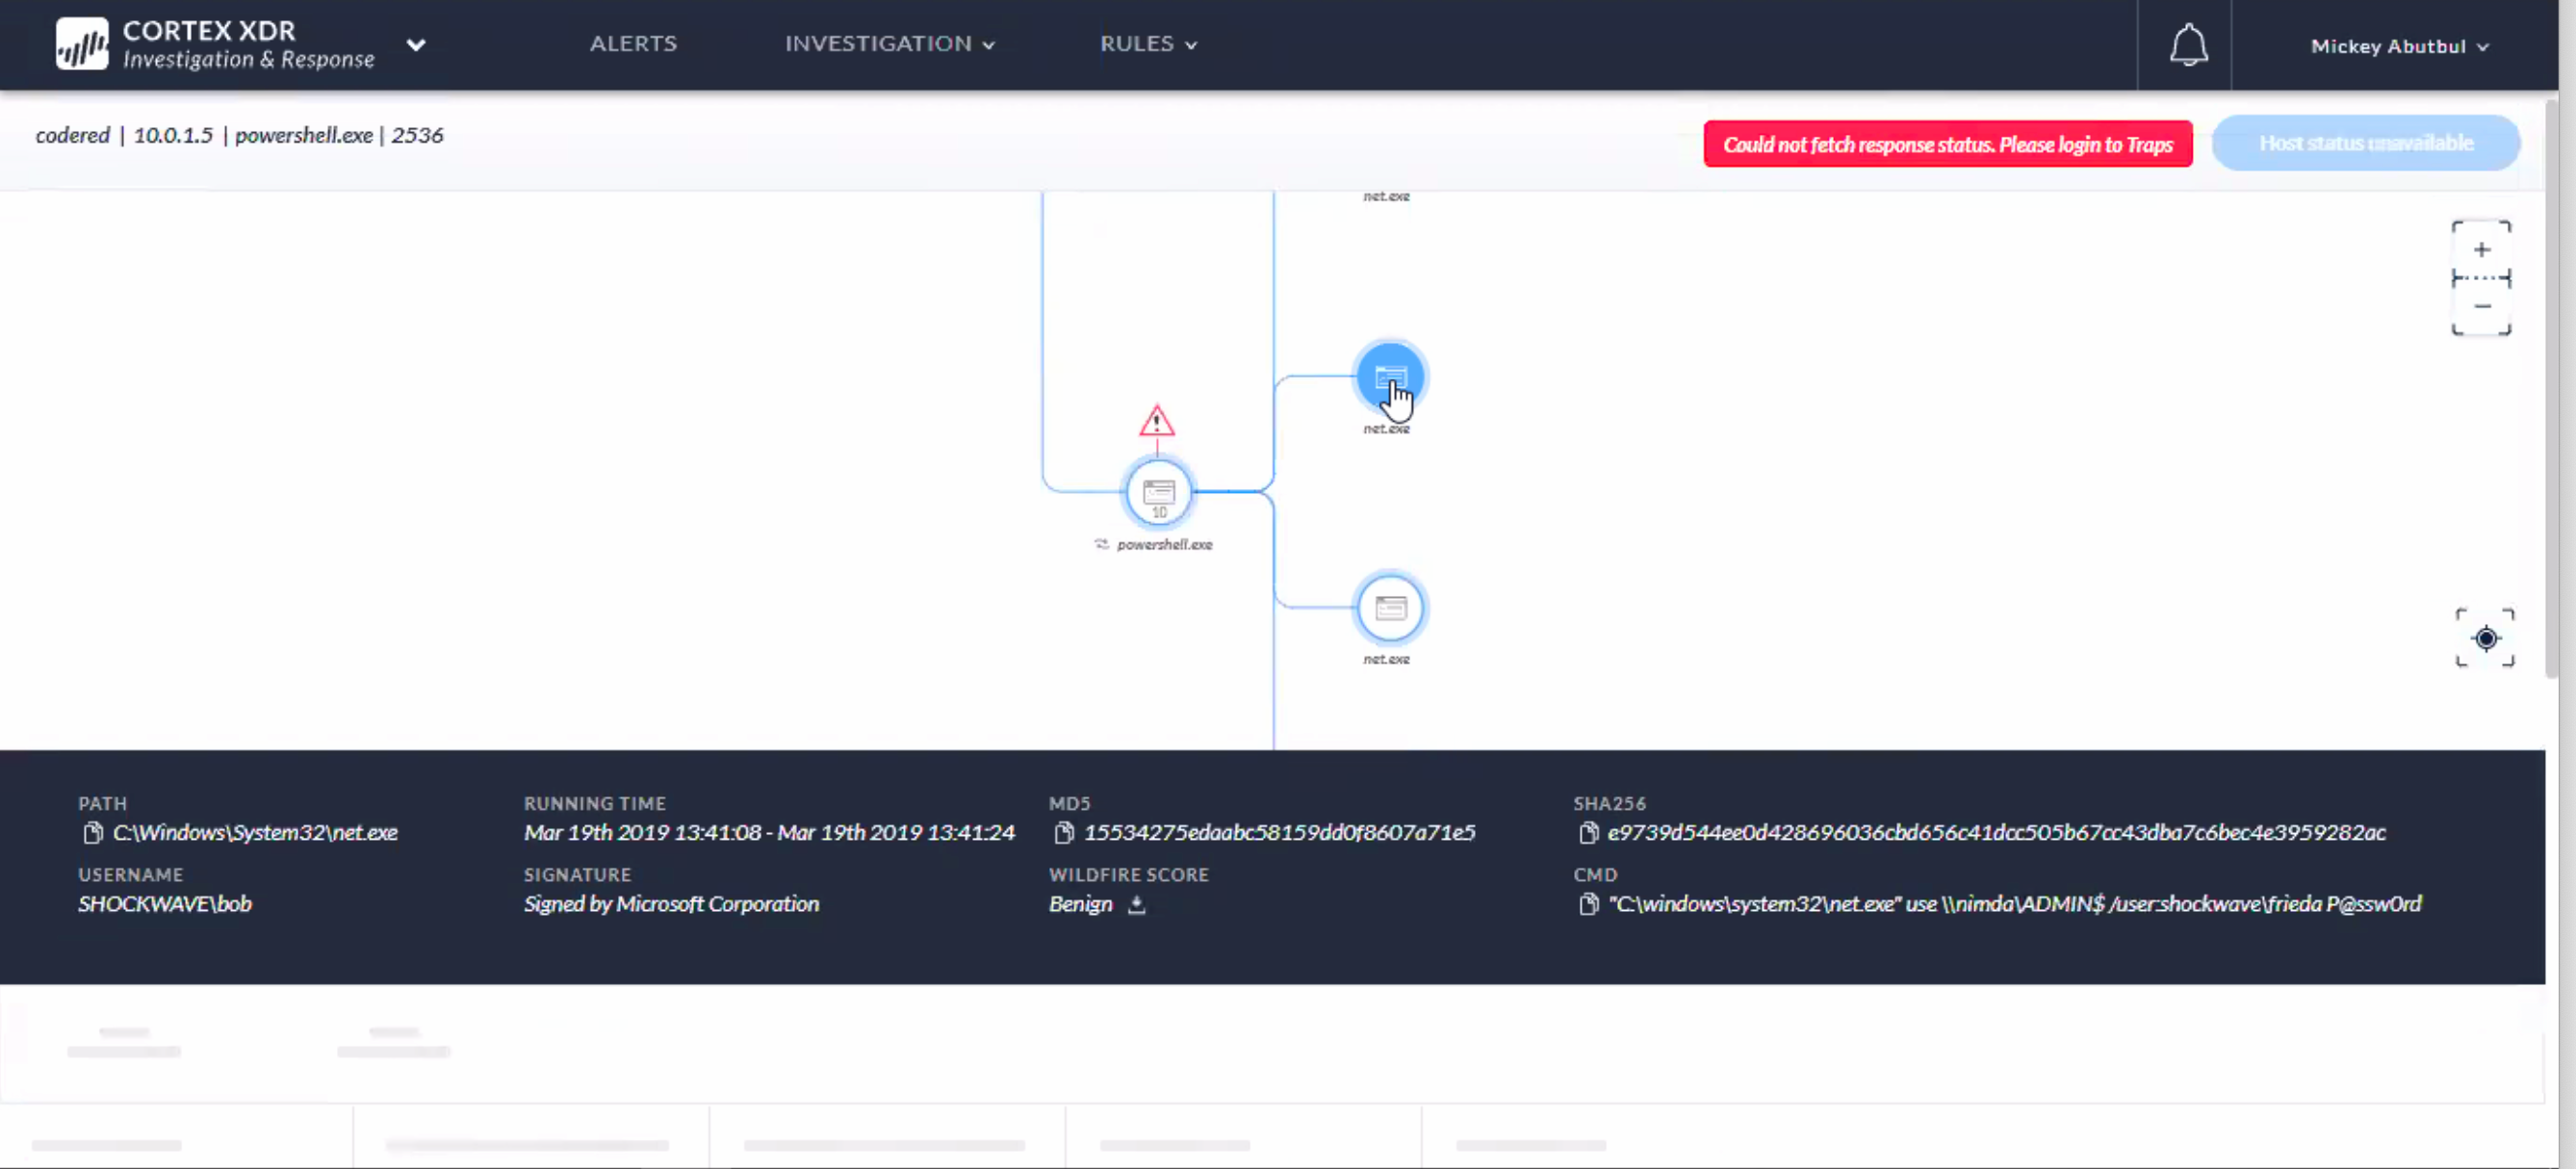 CORTEX XDR
Investigation & Response
ALERTS
INVESTIGATION
RULES
Mickey Abutbul
codered | 10.0.1.5 | powershell.exe | 2536
Could not fetch response status. Please login to Traps
Host status unavailable
net.exe
+
−
net.exe
10
powershell.exe
net.exe
PATH
C:\Windows\System32\net.exe
RUNNING TIME
Mar 19th 2019 13:41:08 - Mar 19th 2019 13:41:24
MD5
15534275edaabc58159dd0f8607a71e5
SHA256
e9739d544ee0d428696036cbd656c41dcc505b67cc43dba7c6bec4e3959282ac
USERNAME
SHOCKWAVE\bob
SIGNATURE
Signed by Microsoft Corporation
WILDFIRE SCORE
Benign
CMD
"C:\windows\system32\net.exe" use \\nimda\ADMIN$ /user:shockwave\frieda P@ssw0rd